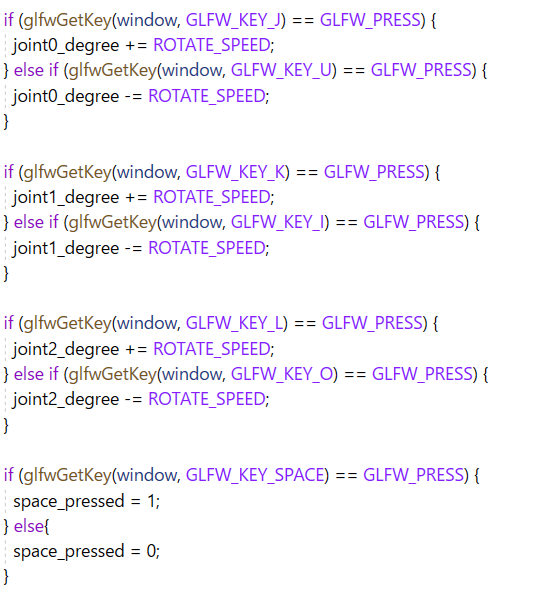 if (glfwGetKey(window, GLFW_KEY_J) == GLFW_PRESS) {
joint0_degree += ROTATE_SPEED;
} else if (glfwGetKey(window, GLFW_KEY_U) == GLFW_PRESS) {
joint0_degree -= ROTATE_SPEED;
}
if (glfwGetKey(window, GLFW_KEY_K) == GLFW_PRESS) {
joint1_degree += ROTATE_SPEED;
} else if (glfwGetKey(window, GLFW_KEY_I) == GLFW_PRESS) {
joint1_degree -= ROTATE_SPEED;
}
if (glfwGetKey(window, GLFW_KEY_L) == GLFW_PRESS) {
joint2_degree += ROTATE_SPEED;
} else if (glfwGetKey(window, GLFW_KEY_O) == GLFW_PRESS) {
joint2_degree -= ROTATE_SPEED;
}
if (glfwGetKey(window, GLFW_KEY_SPACE) == GLFW_PRESS) {
space_pressed = 1;
} else{
space_pressed = 0;
}